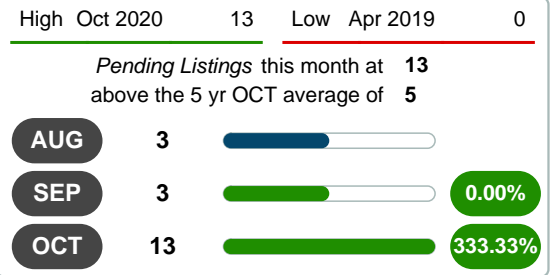 High Oct 2020 13 Low Apr 2019 0
Pending Listings this month at 13
above the 5 yr OCT average of 5
AUG 3
SEP 3 0.00%
OCT 13 333.33%